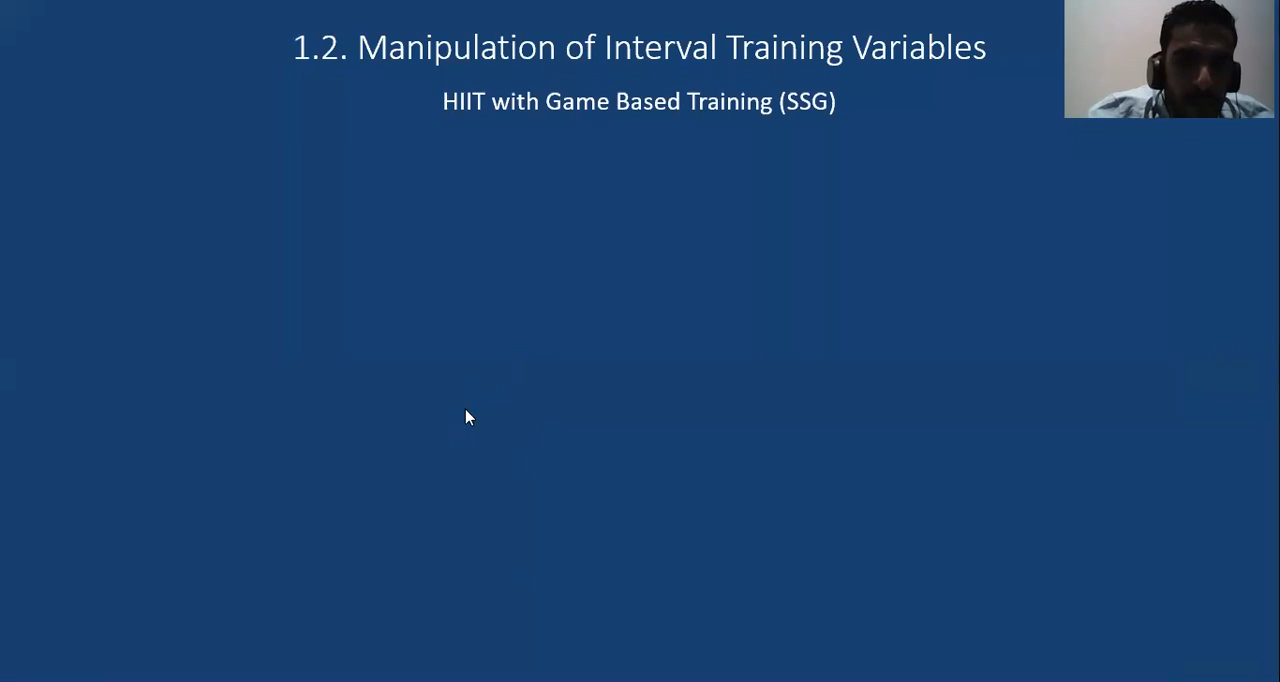 1.2. Manipulation of Interval Training Variables
HIIT with Game Based Training (SSG)